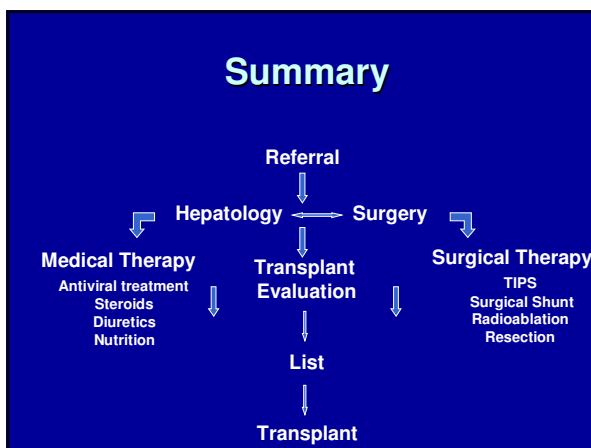 Summary
Referral
Hepatology
Surgery
Medical Therapy
Antiviral treatment
Steroids
Diuretics
Nutrition
Transplant
Evaluation
Surgical Therapy
TIPS
Surgical Shunt
Radioablation
Resection
List
Transplant